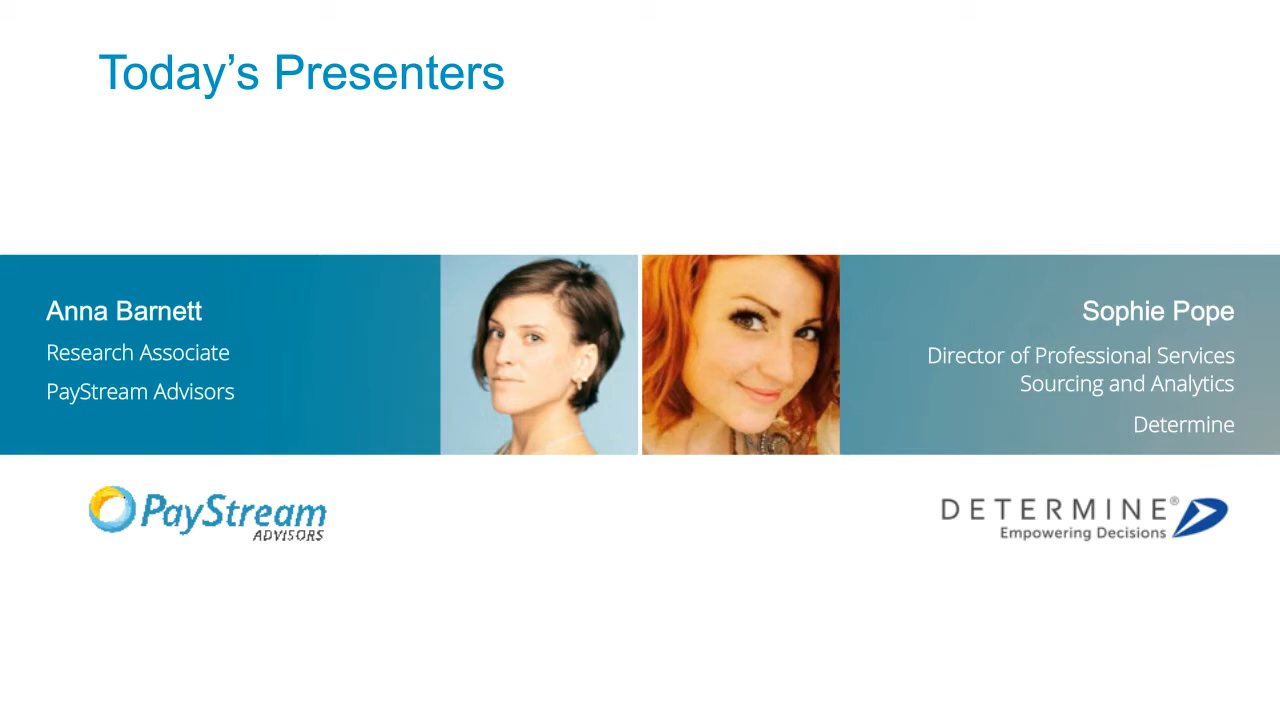 Today’s Presenters
Anna Barnett
Research Associate
PayStream Advisors
Sophie Pope
Director of Professional Services
Sourcing and Analytics
Determine
PayStream
ADVISORS
DETERMINE®
Empowering Decisions